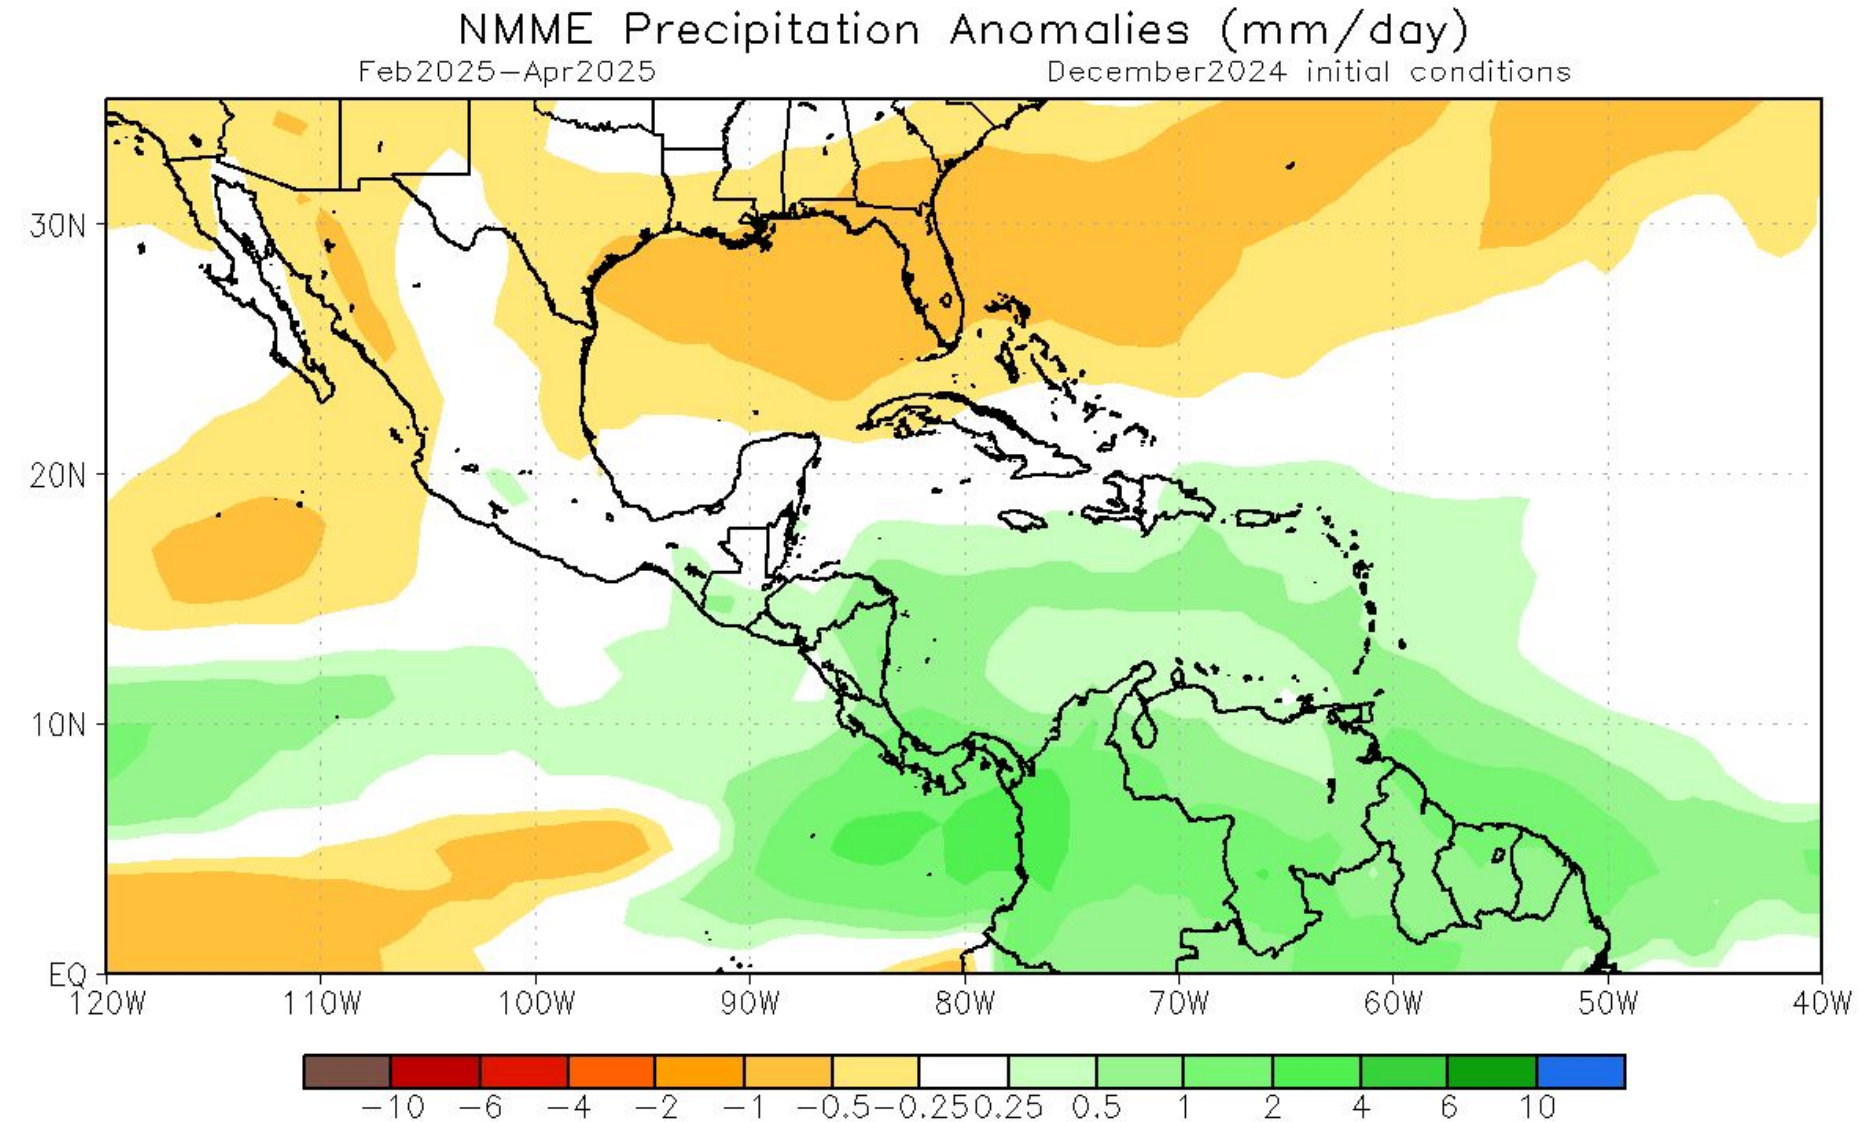 NMME Precipitation Anomalies (mm/day)
Feb2025-Apr2025 December2024 initial conditions
30N
20N
10N
EQ
120W 110W 100W 90W 80W 70W 60W 50W 40W
-10 -6 -4 -2 -1 -0.5 -0.25 0.25 0.5 1 2 4 6 10